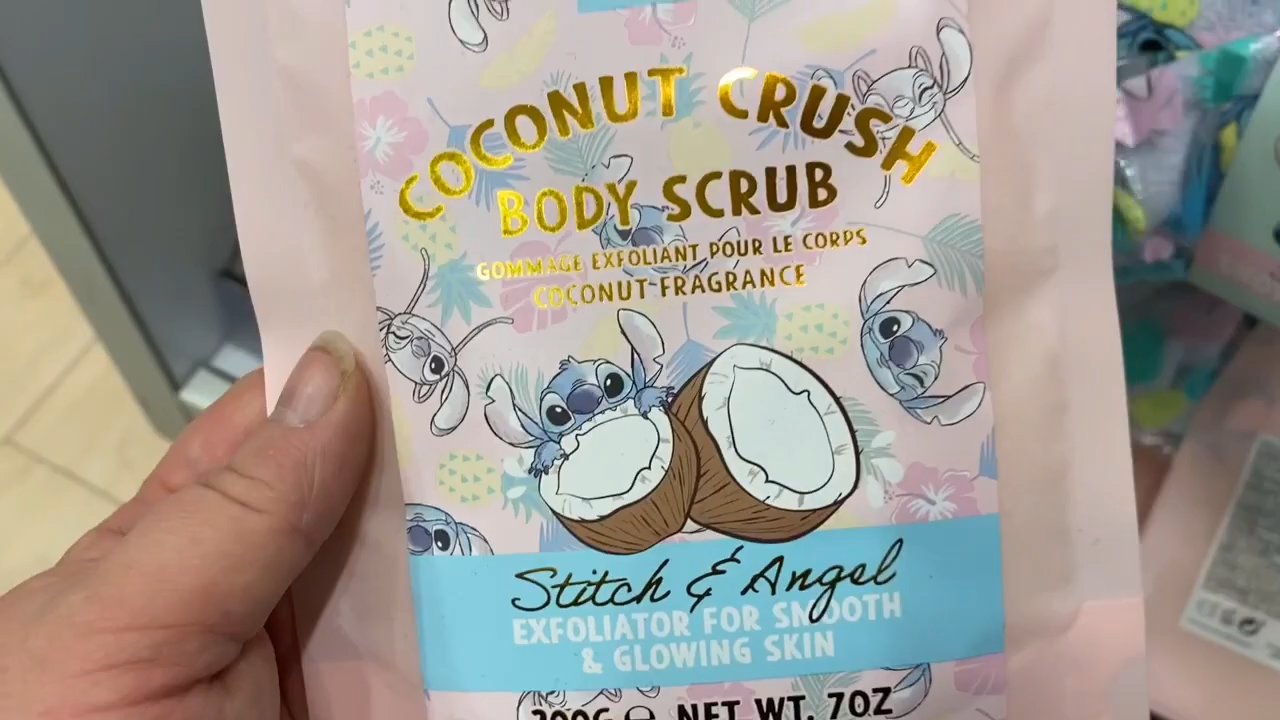 COCONUT CRUSH
BODY SCRUB
GOMMAGE EXFOLIANT POUR LE CORPS
COCONUT FRAGRANCE
Stitch & Angel
EXFOLIATOR FOR SMOOTH
& GLOWING SKIN
200G ℮ NET WT. 7OZ